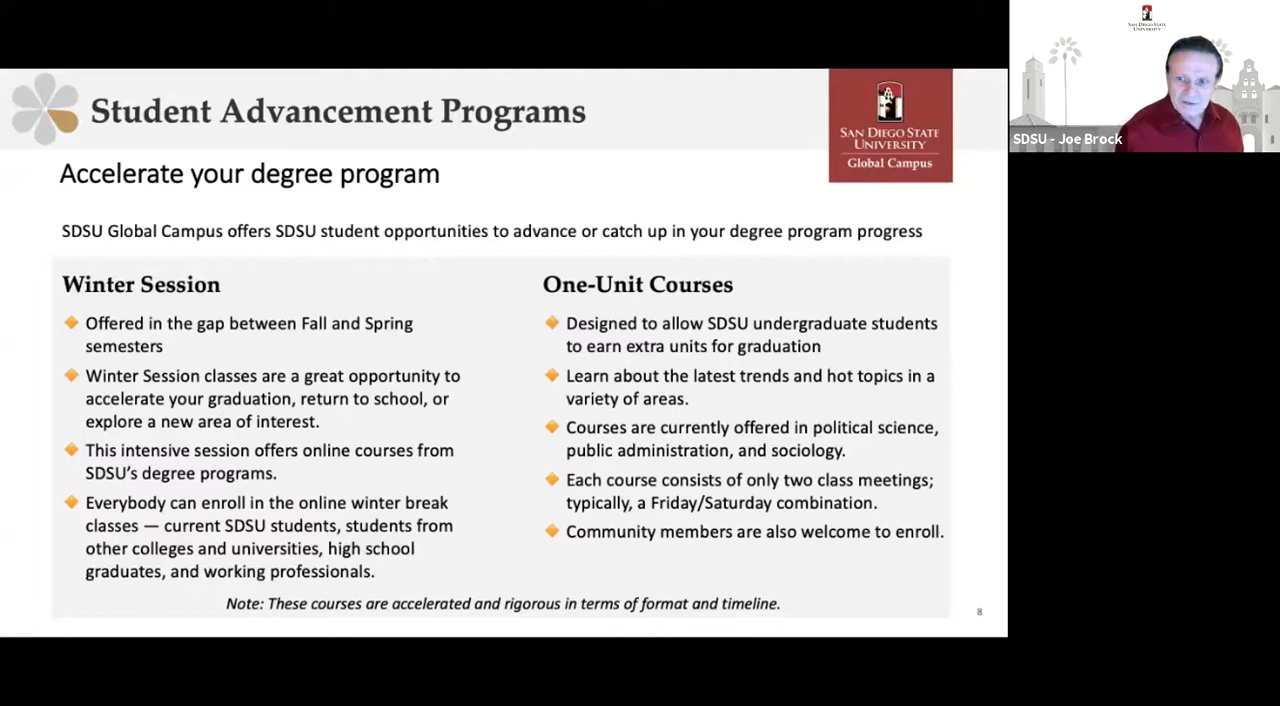 Student Advancement Programs
SAN DIEGO STATE
UNIVERSITY
Global Campus
Accelerate your degree program
SDSU Global Campus offers SDSU student opportunities to advance or catch up in your degree program progress
Winter Session
Offered in the gap between Fall and Spring
semesters
Winter Session classes are a great opportunity to
accelerate your graduation, return to school, or
explore a new area of interest.
This intensive session offers online courses from
SDSU's degree programs.
Everybody can enroll in the online winter break
classes — current SDSU students, students from
other colleges and universities, high school
graduates, and working professionals.
One-Unit Courses
Designed to allow SDSU undergraduate students
to earn extra units for graduation
Learn about the latest trends and hot topics in a
variety of areas.
Courses are currently offered in political science,
public administration, and sociology.
Each course consists of only two class meetings;
typically, a Friday/Saturday combination.
Community members are also welcome to enroll.
Note: These courses are accelerated and rigorous in terms of format and timeline.
8
SAN DIEGO STATE
UNIVERSITY
SDSU - Joe Brock